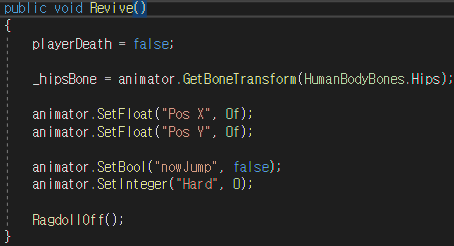 public void Revive()
{
playerDeath = false;
_hipsBone = animator.GetBoneTransform(HumanBodyBones.Hips);
animator.SetFloat("Pos X", 0f);
animator.SetFloat("Pos Y", 0f);
animator.SetBool("nowJump", false);
animator.SetInteger("Hard", 0);
RagdollOff();
}